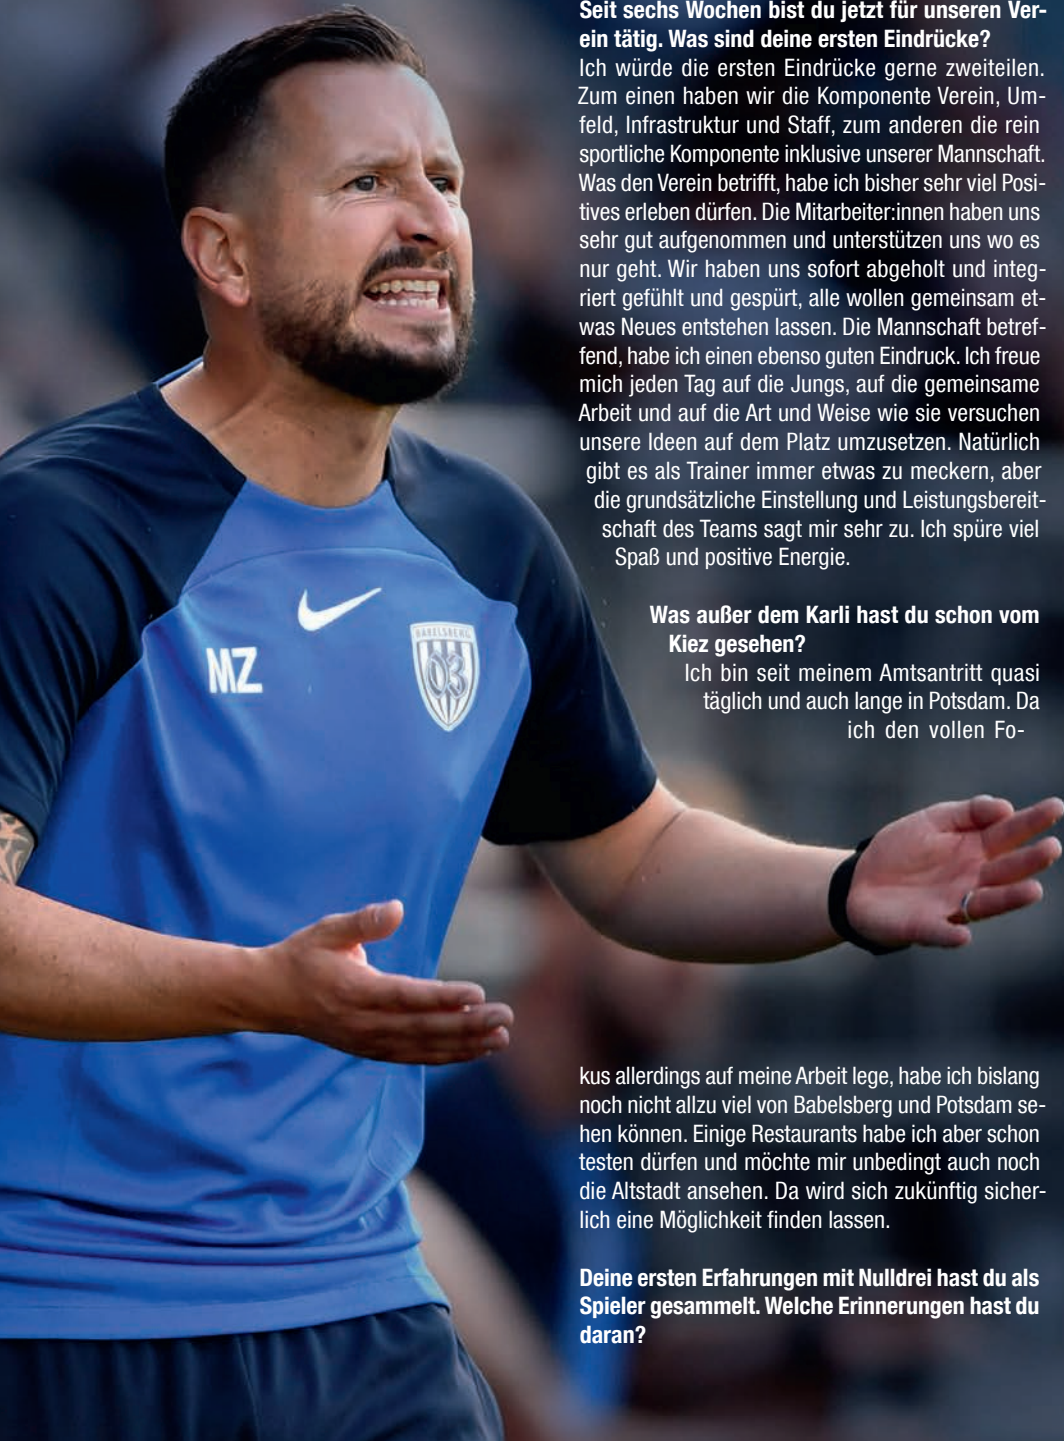 Seit sechs Wochen bist du jetzt für unseren Ver-
ein tätig. Was sind deine ersten Eindrücke?
Ich würde die ersten Eindrücke gerne zweiteilen.
Zum einen haben wir die Komponente Verein, Um-
feld, Infrastruktur und Staff, zum anderen die rein
sportliche Komponente inklusive unserer Mannschaft.
Was den Verein betrifft, habe ich bisher sehr viel Posi-
tives erleben dürfen. Die Mitarbeiter:innen haben uns
sehr gut aufgenommen und unterstützen uns wo es
nur geht. Wir haben uns sofort abgeholt und integ-
riert gefühlt und gespürt, alle wollen gemeinsam et-
was Neues entstehen lassen. Die Mannschaft betref-
fend, habe ich einen ebenso guten Eindruck. Ich freue
mich jeden Tag auf die Jungs, auf die gemeinsame
Arbeit und auf die Art und Weise wie sie versuchen
unsere Ideen auf dem Platz umzusetzen. Natürlich
gibt es als Trainer immer etwas zu meckern, aber
die grundsätzliche Einstellung und Leistungsbereit-
schaft des Teams sagt mir sehr zu. Ich spüre viel
Spaß und positive Energie.
Was außer dem Karli hast du schon vom
Kiez gesehen?
Ich bin seit meinem Amtsantritt quasi
täglich und auch lange in Potsdam. Da
ich den vollen Fo-
kus allerdings auf meine Arbeit lege, habe ich bislang
noch nicht allzu viel von Babelsberg und Potsdam se-
hen können. Einige Restaurants habe ich aber schon
testen dürfen und möchte mir unbedingt auch noch
die Altstadt ansehen. Da wird sich zukünftig sicher-
lich eine Möglichkeit finden lassen.
Deine ersten Erfahrungen mit Nulldrei hast du als
Spieler gesammelt. Welche Erinnerungen hast du
daran?
MZ
BABELSBERG
03